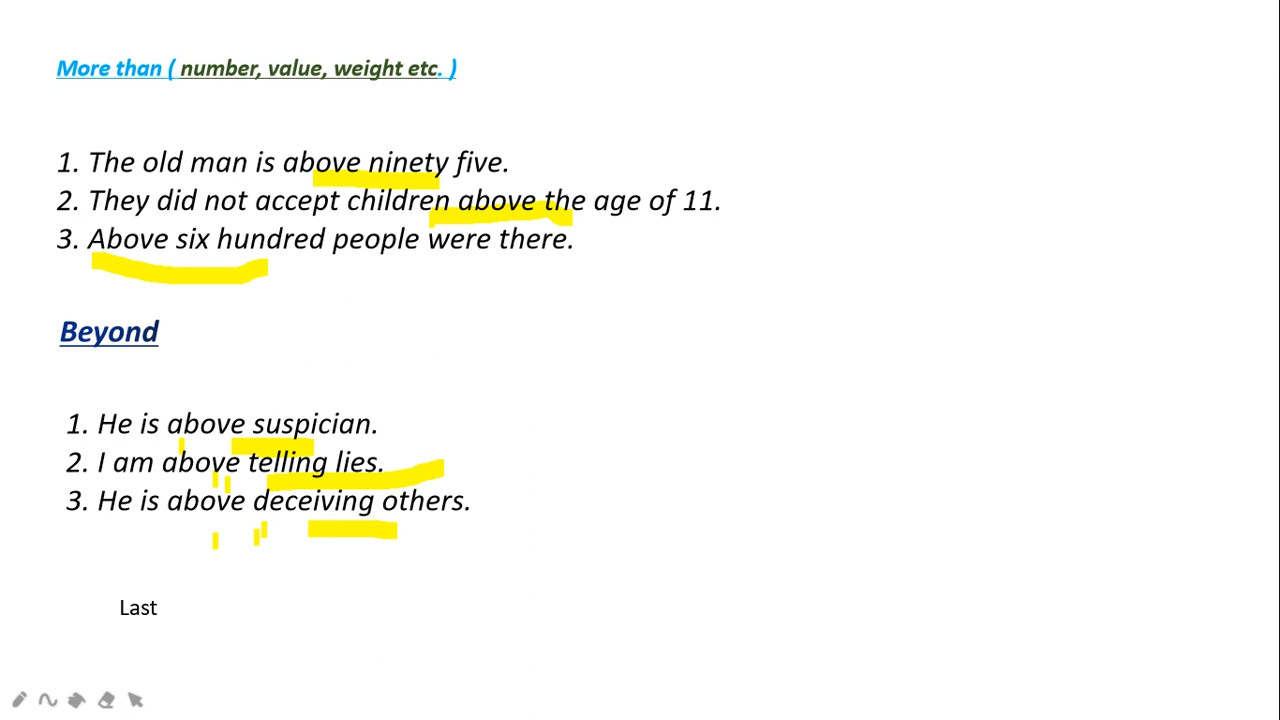 More than ( number, value, weight etc. )
1. The old man is above ninety five.
2. They did not accept children above the age of 11.
3. Above six hundred people were there.
Beyond
1. He is above suspician.
2. I am above telling lies.
3. He is above deceiving others.
Last